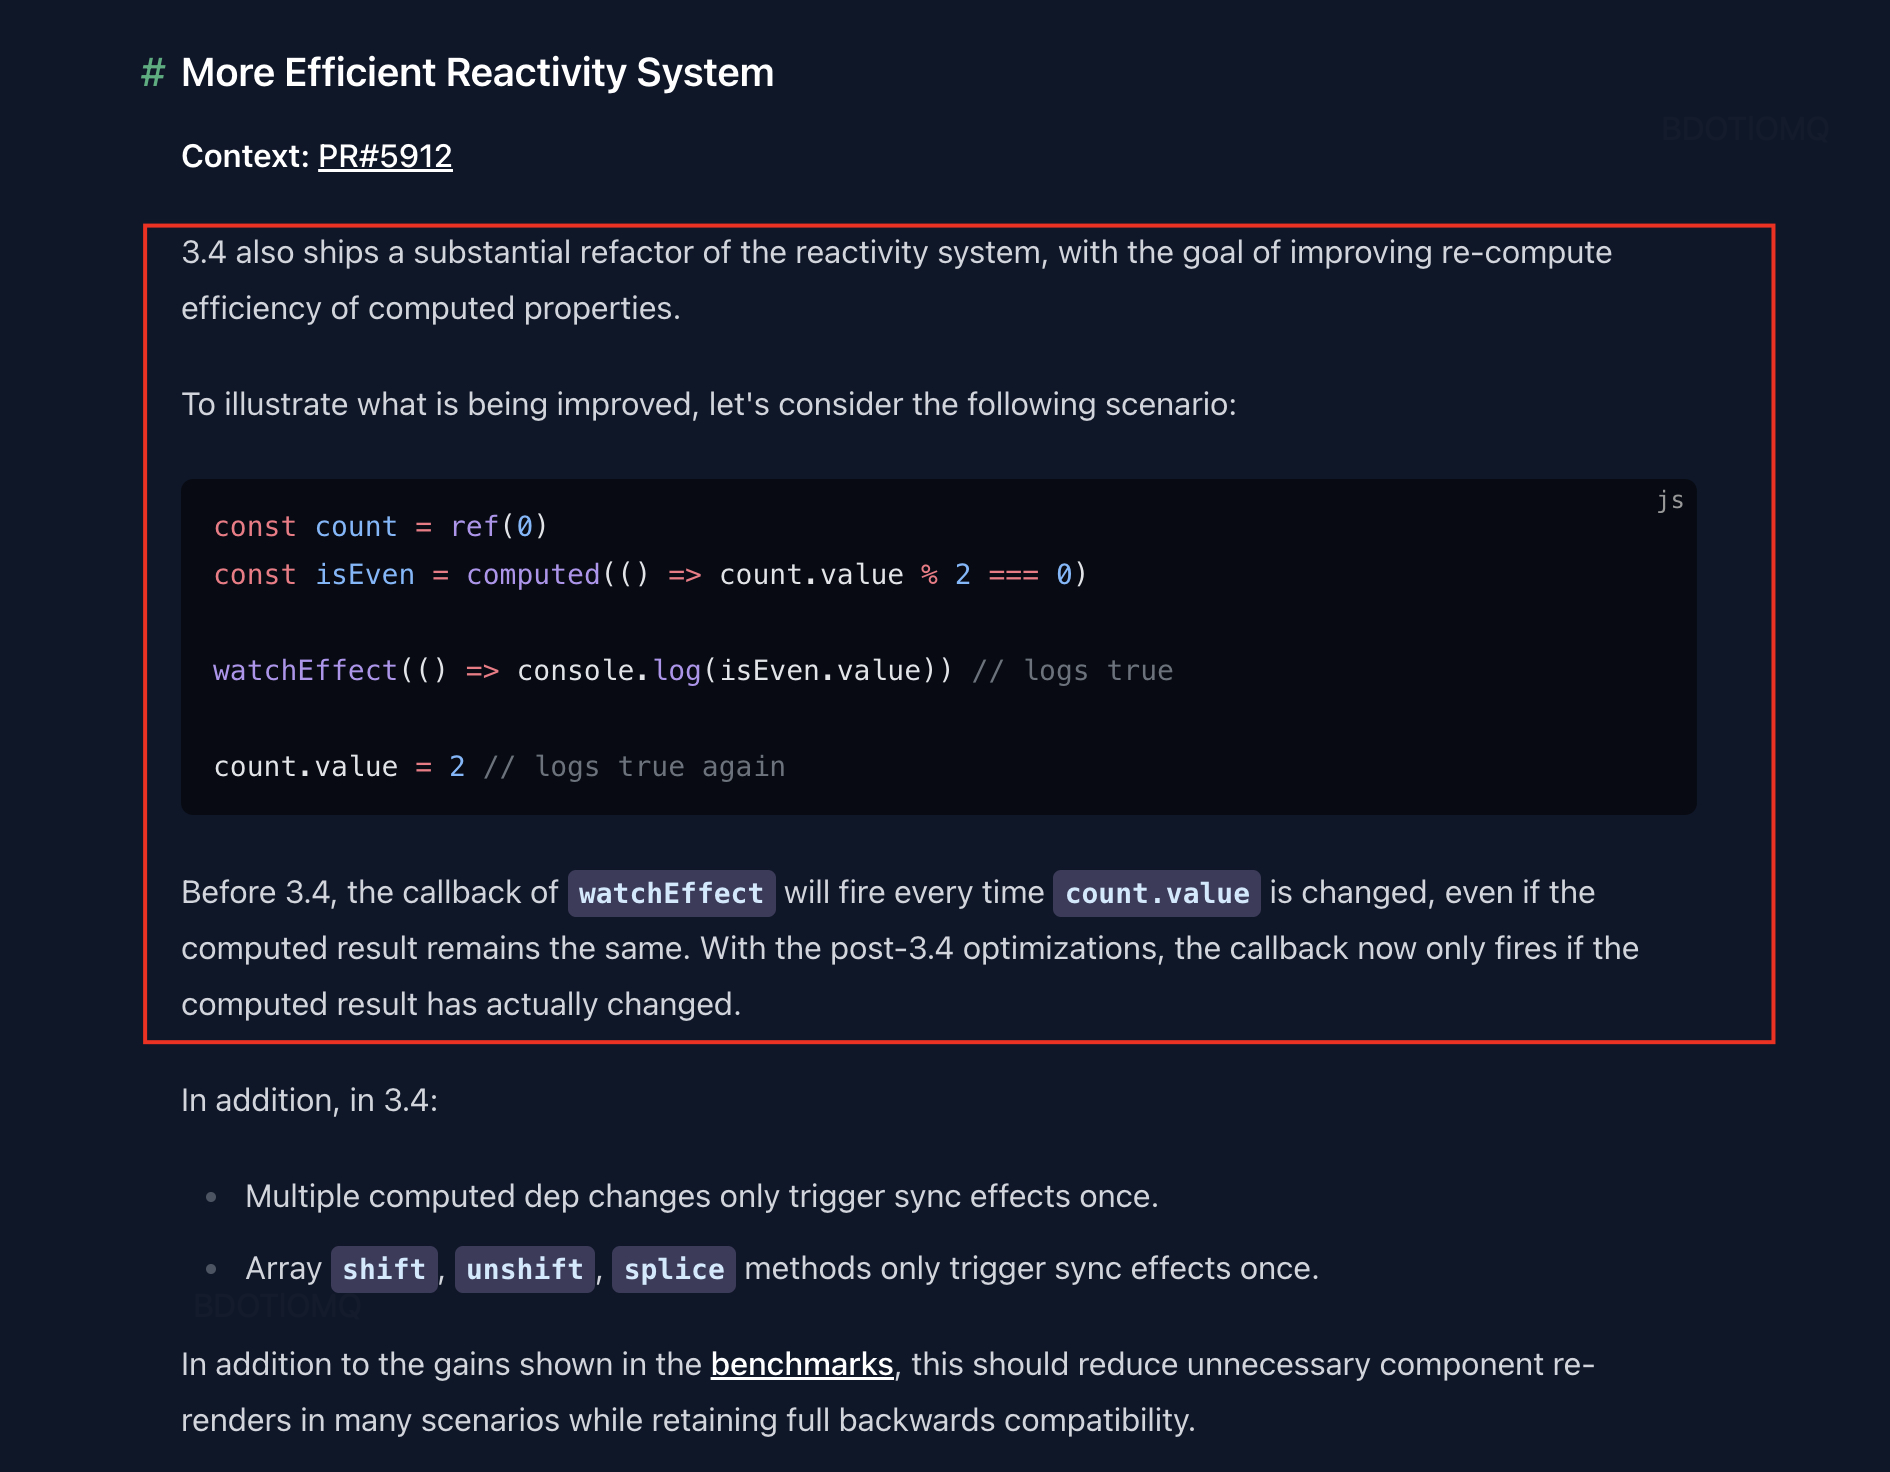 # More Efficient Reactivity System
BDOTIOMQ
Context: PR#5912
3.4 also ships a substantial refactor of the reactivity system, with the goal of improving re-compute
efficiency of computed properties.
To illustrate what is being improved, let's consider the following scenario:
js
const count = ref(0)
const isEven = computed(() => count.value % 2 === 0)
watchEffect(() => console.log(isEven.value)) // logs true
count.value = 2 // logs true again
Before 3.4, the callback of watchEffect will fire every time count.value is changed, even if the
computed result remains the same. With the post-3.4 optimizations, the callback now only fires if the
computed result has actually changed.
In addition, in 3.4:
• Multiple computed dep changes only trigger sync effects once.
• Array shift, unshift, splice methods only trigger sync effects once.
BDOTIOMQ
In addition to the gains shown in the benchmarks, this should reduce unnecessary component re-
renders in many scenarios while retaining full backwards compatibility.